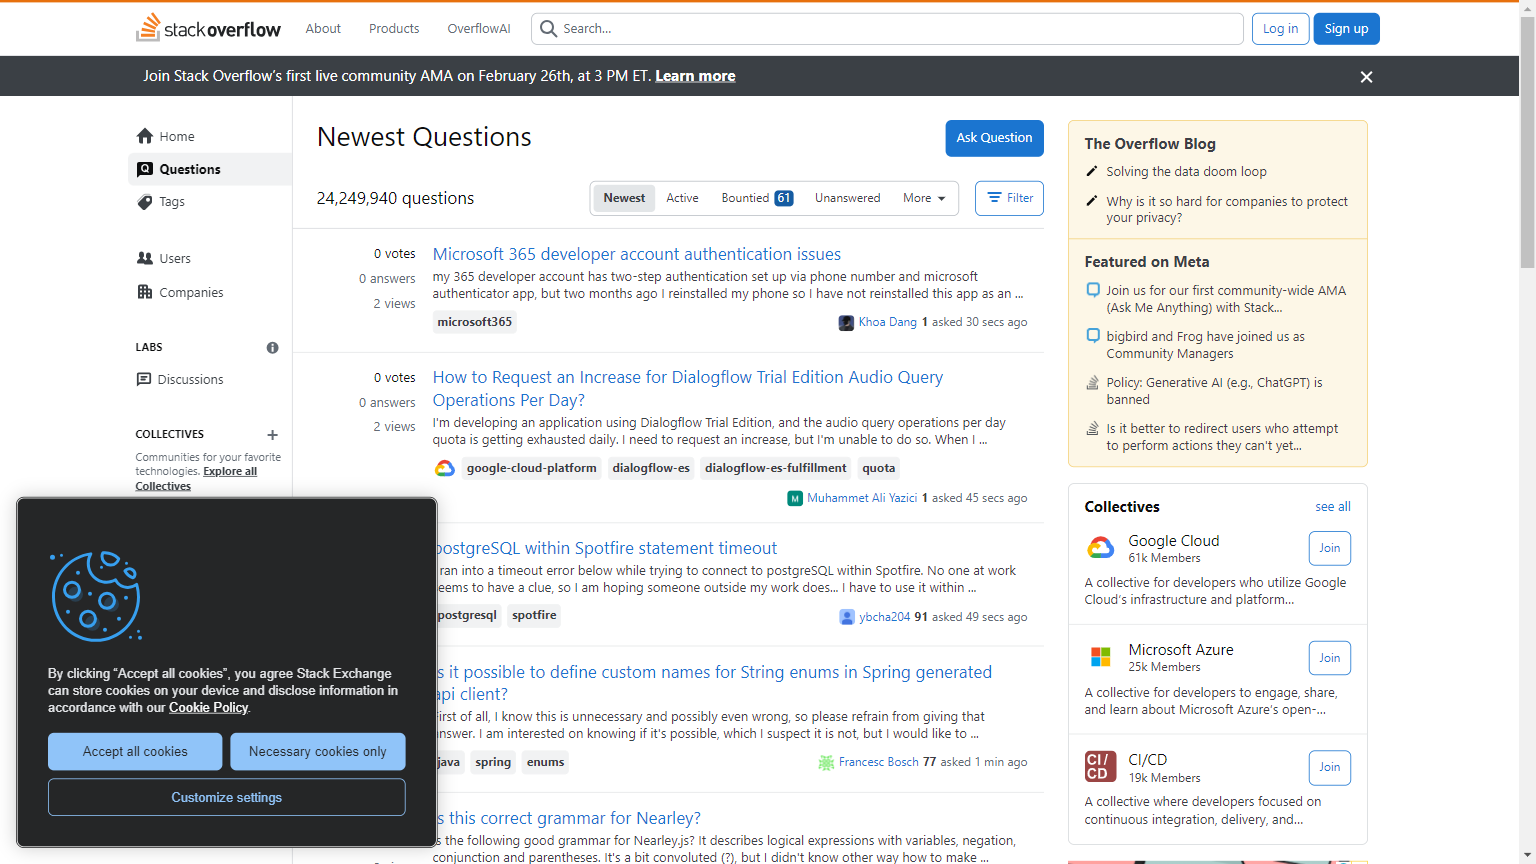 stackoverflow
About
Products
OverflowAI
Search...
Log in
Sign up
Join Stack Overflow's first live community AMA on February 26th, at 3 PM ET. Learn more
Home
Questions
Tags
Users
Companies
LABS
Discussions
COLLECTIVES
Communities for your favorite
technologies. Explore all
Collectives
Newest Questions
Ask Question
24,249,940 questions
Newest
Active
Bountied 61
Unanswered
More
Filter
0 votes
0 answers
2 views
Microsoft 365 developer account authentication issues
my 365 developer account has two-step authentication set up via phone number and microsoft
authenticator app, but two months ago I reinstalled my phone so I have not reinstalled this app as an ...
microsoft365
Khoa Dang 1 asked 30 secs ago
0 votes
0 answers
2 views
How to Request an Increase for Dialogflow Trial Edition Audio Query
Operations Per Day?
I'm developing an application using Dialogflow Trial Edition, and the audio query operations per day
quota is getting exhausted daily. I need to request an increase, but I'm unable to do so. When I ...
google-cloud-platform
dialogflow-es
dialogflow-es-fulfillment
quota
M
Muhammet Ali Yazici 1 asked 45 secs ago
postgreSQL within Spotfire statement timeout
ran into a timeout error below while trying to connect to postgreSQL within Spotfire. No one at work
seems to have a clue, so I am hoping someone outside my work does... I have to use it within ...
postgresql
spotfire
ybcha204 91 asked 49 secs ago
Is it possible to define custom names for String enums in Spring generated
api client?
First of all, I know this is unnecessary and possibly even wrong, so please refrain from giving that
answer. I am interested on knowing if it's possible, which I suspect it is not, but I would like to ...
java
spring
enums
Francesc Bosch 77 asked 1 min ago
Is this correct grammar for Nearley?
Is the following good grammar for Nearley.js? It describes logical expressions with variables, negation,
conjunction and parentheses. It's a bit convoluted (?), but I didn't know other way how to make ...
The Overflow Blog
Solving the data doom loop
Why is it so hard for companies to protect
your privacy?
Featured on Meta
Join us for our first community-wide AMA
(Ask Me Anything) with Stack...
bigbird and Frog have joined us as
Community Managers
Policy: Generative AI (e.g., ChatGPT) is
banned
Is it better to redirect users who attempt
to perform actions they can't yet...
Collectives
see all
Google Cloud
61k Members
Join
A collective for developers who utilize Google
Cloud's infrastructure and platform...
Microsoft Azure
25k Members
Join
A collective for developers to engage, share,
and learn about Microsoft Azure's open-...
CI/
CD
CI/CD
19k Members
Join
A collective where developers focused on
continuous integration, delivery, and...
By clicking “Accept all cookies”, you agree Stack Exchange
can store cookies on your device and disclose information in
accordance with our Cookie Policy.
Accept all cookies
Necessary cookies only
Customize settings